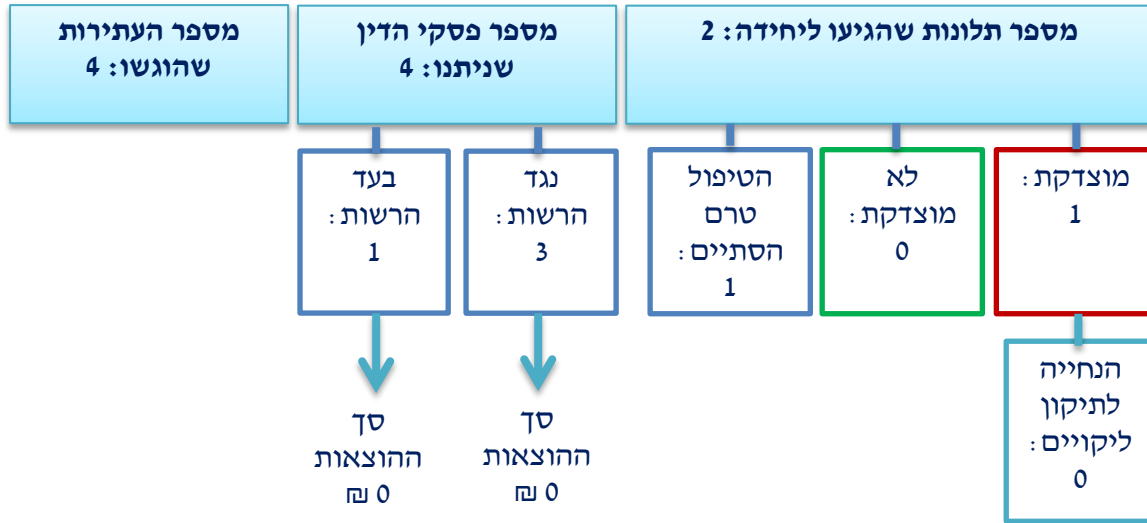 מספר תלונות שהגיעו ליחידה: 2
מוצדקת:
1
הנחייה
לתיקון
ליקויים:
0
לא
מוצדקת:
0
הטיפול
טרם
הסתיים:
1
מספר פסקי הדין
שניתנו: 4
נגד
הרשות:
3
סך
ההוצאות
0 ₪
בעד
הרשות:
1
סך
ההוצאות
0 ₪
מספר העתירות
שהוגשו: 4